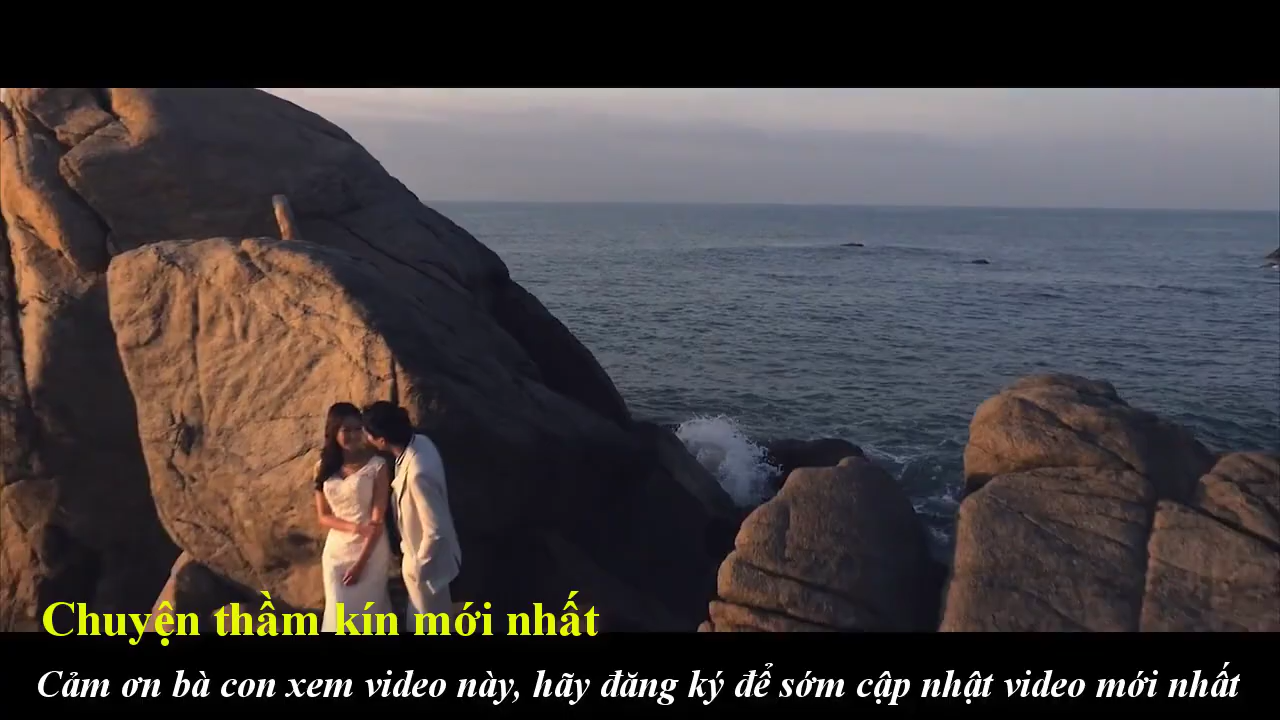 Chuyện thầm kín mới nhất
Cảm ơn bà con xem video này, hãy đăng ký để sớm cập nhật video mới nhất